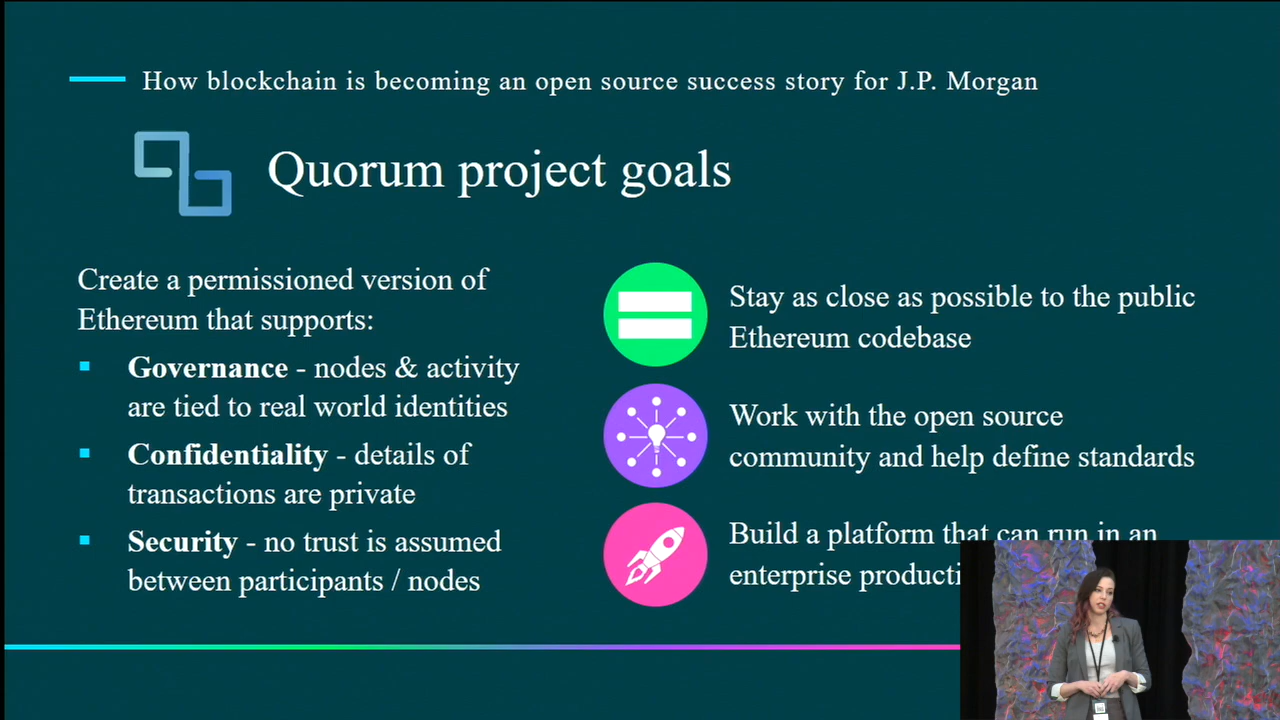 How blockchain is becoming an open source success story for J.P. Morgan
Quorum project goals
Create a permissioned version of
Ethereum that supports:
Governance - nodes & activity
are tied to real world identities
Confidentiality - details of
transactions are private
Security - no trust is assumed
between participants / nodes
Stay as close as possible to the public
Ethereum codebase
Work with the open source
community and help define standards
Build a platform that can run in an
enterprise